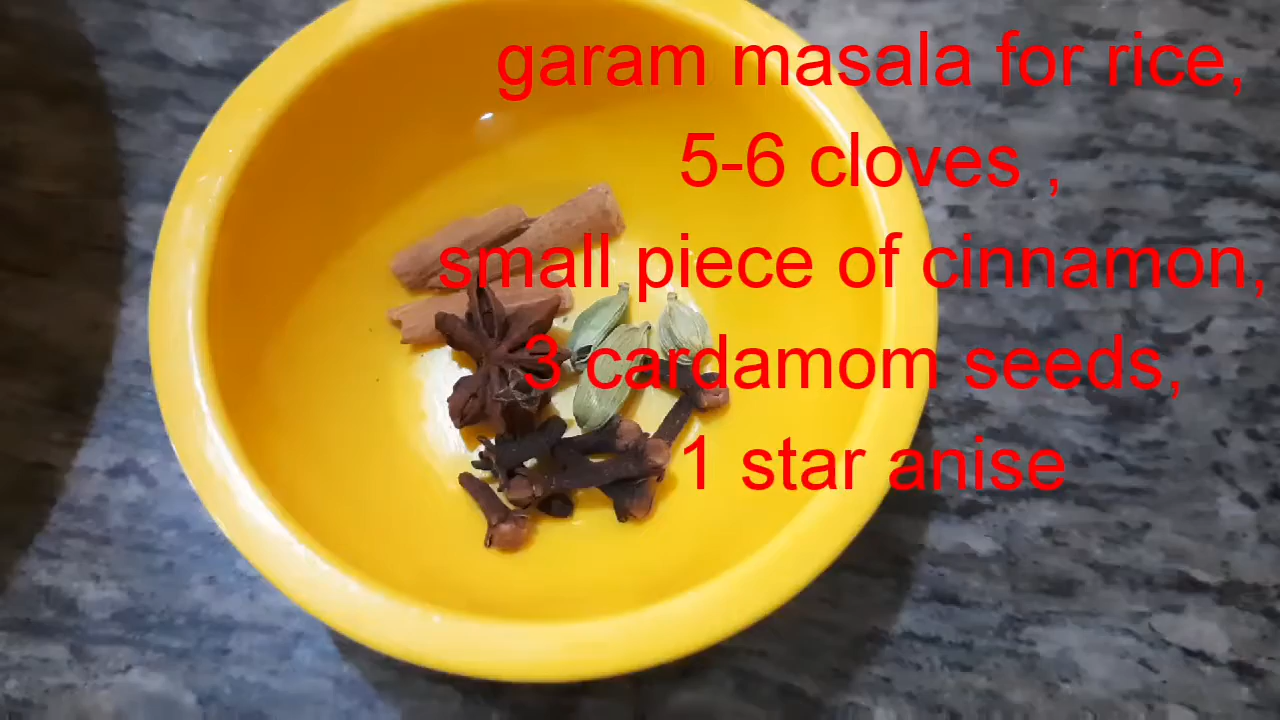 garam masala for rice,
5-6 cloves ,
small piece of cinnamon,
3 cardamom seeds,
1 star anise